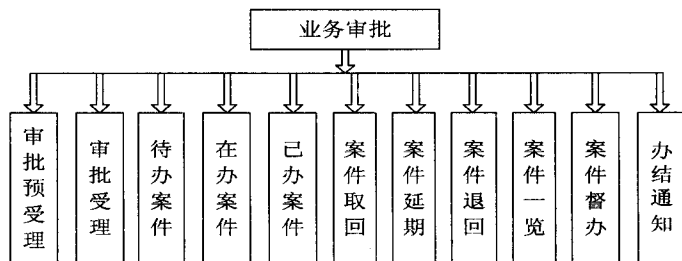 业务审批
审批预受理
审批受理
待办案件
在办案件
已办案件
案件取回
案件延期
案件退回
案件一览
案件督办
办结通知